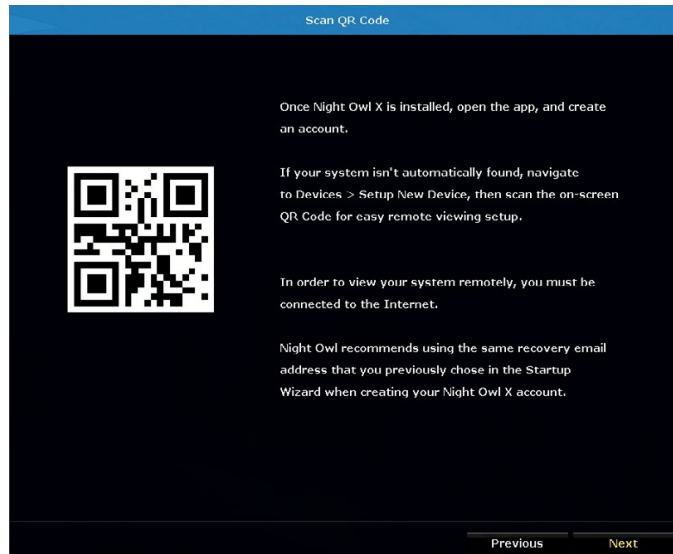 Scan QR Code
Once Night Owl X is installed, open the app, and create
an account.
If your system isn't automatically found, navigate
to Devices > Setup New Device, then scan the on-screen
QR Code for easy remote viewing setup.
In order to view your system remotely, you must be
connected to the Internet.
Night Owl recommends using the same recovery email
address that you previously chose in the Startup
Wizard when creating your Night Owl X account.
Previous Next